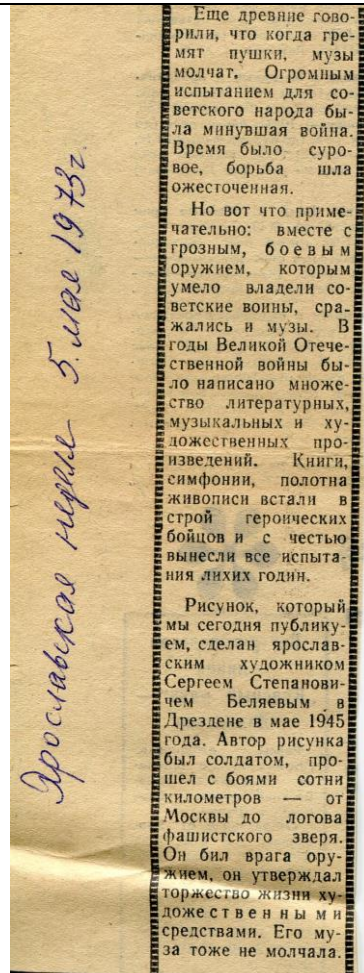 Ярославская неделя 5. мая 1973г.
Еще древние гово-
рили, что когда гре-
мят пушки, музы
молчат. Огромным
испытанием для со-
ветского народа бы-
ла минувшая война.
Время было суро-
вое, борьба шла
ожесточенная.
Но вот что приме-
чательно: вместе с
грозным, боевым
оружием, которым
умело владели со-
ветские воины, сра-
жались и музы. В
годы Великой Отече-
ственной войны бы-
ло написано множе-
ство литературных,
музыкальных и ху-
дожественных про-
изведений. Книги,
симфонии, полотна
живописи встали в
строй героических
бойцов и с честью
вынесли все испыта-
ния лихих годин.
Рисунок, который
мы сегодня публику-
ем, сделан ярослав-
ским художником
Сергеем Степанови-
чем Беляевым в
Дрездене в мае 1945
года. Автор рисунка
был солдатом, про-
шел с боями сотни
километров — от
Москвы до логова
фашистского зверя.
Он бил врага ору-
жием, он утверждал
торжество жизни ху-
дожественными
средствами. Его му-
за тоже не молчала.